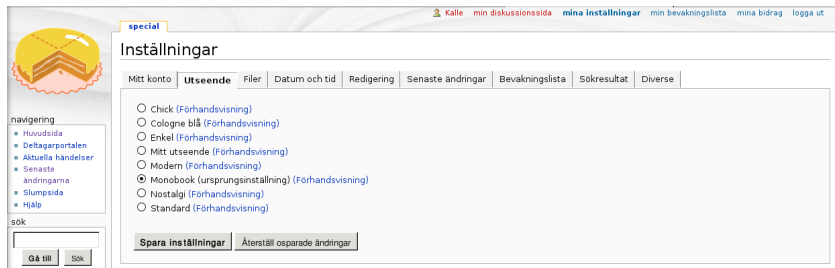 Kalle min diskussionssida mina inställningar min bevakningslista mina bidrag logga ut
special
Inställningar
Mitt konto Utseende Filer Datum och tid Redigering Senaste ändringar Bevakningslista Sökresultat Diverse
Chick (Förhandsvisning)
Cologne blå (Förhandsvisning)
Enkel (Förhandsvisning)
Mitt utseende (Förhandsvisning)
Modern (Förhandsvisning)
Monobook (ursprungsinställning) (Förhandsvisning)
Nostalgi (Förhandsvisning)
Standard (Förhandsvisning)
Spara inställningar Återställ osparade ändringar
navigering
Huvudsida
Deltagarportalen
Aktuella händelser
Senaste
ändringarna
Slumpsida
Hjälp
sök
Gå till Sök